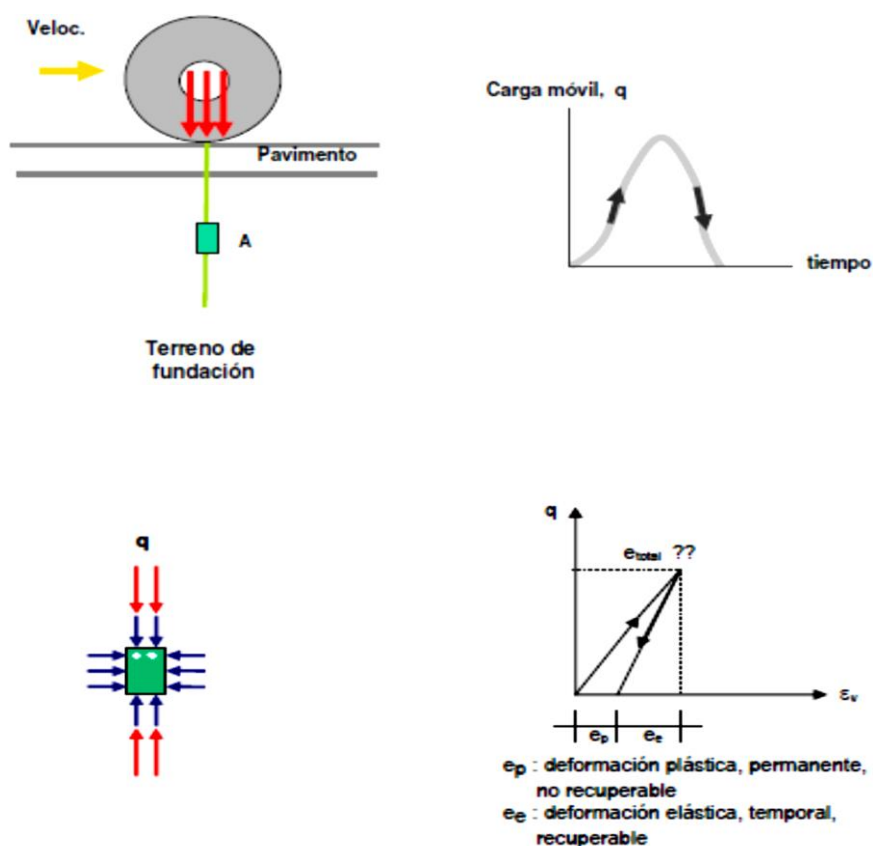 Veloc.
Pavimento
A
Terreno de
fundación
Carga móvil, q
tiempo
q
q
e total ??
εv
ep
ee
ep : deformación plástica, permanente,
no recuperable
ee : deformación elástica, temporal,
recuperable